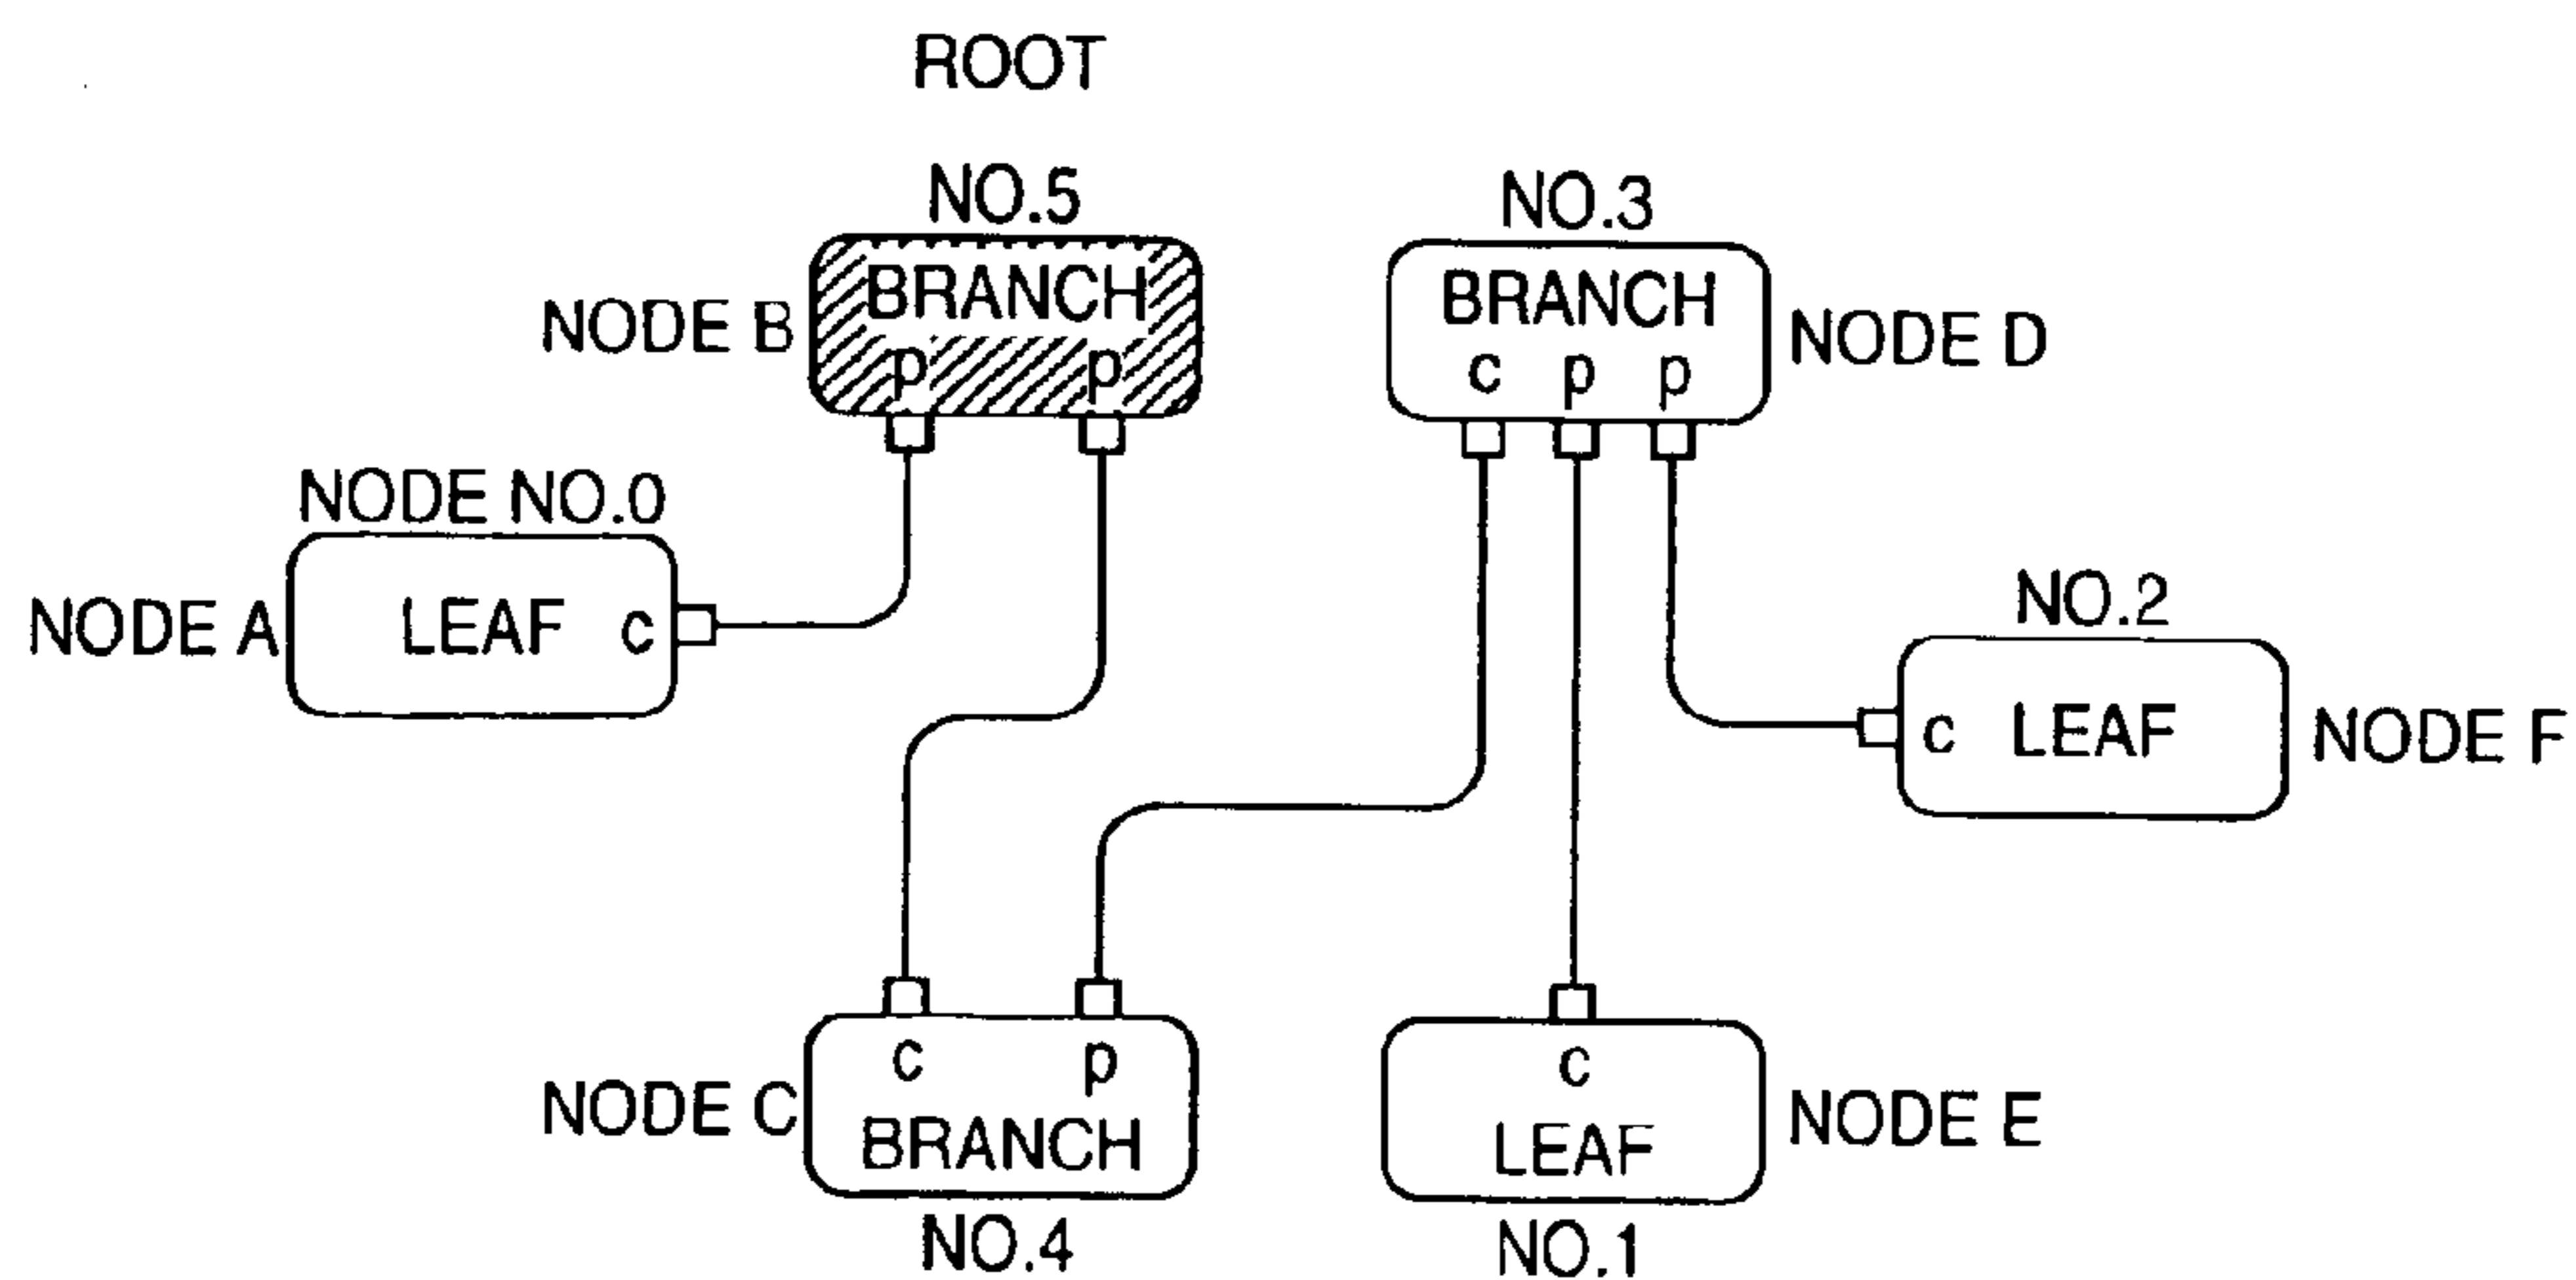 ROOT
NO.5
NO.3
NODE B
BRANCH
p p
BRANCH
c p p
NODE D
NODE NO.0
NODE A
LEAF c
NO.2
c LEAF
NODE F
NODE C
c p
BRANCH
NO.4
c
LEAF
NODE E
NO.1